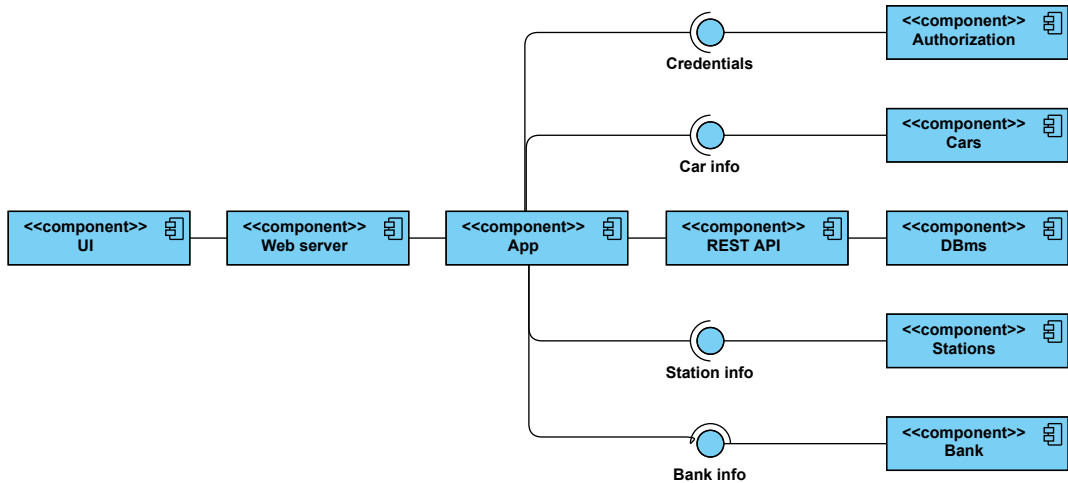 <<component>>
Authorization
Credentials
<<component>>
Cars
Car info
<<component>>
UI
<<component>>
Web server
<<component>>
App
<<component>>
REST API
<<component>>
DBms
<<component>>
Stations
Station info
<<component>>
Bank
Bank info